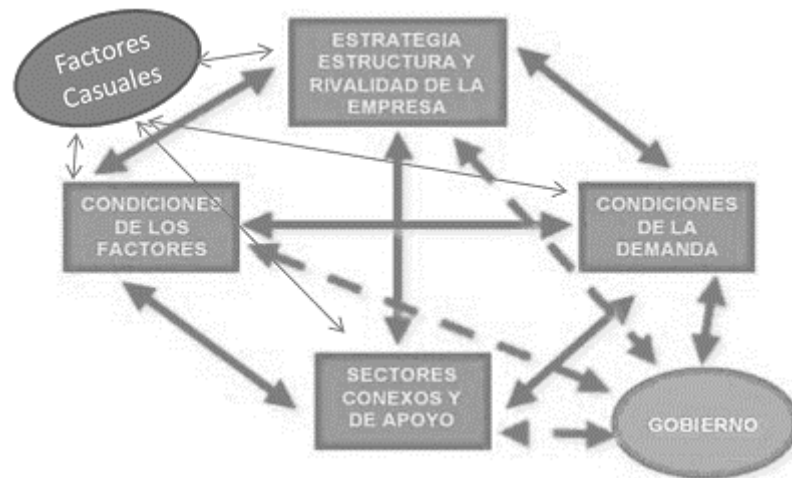 Factores
Casuales
ESTRATEGIA
ESTRUCTURA Y
RIVALIDAD DE LA
EMPRESA
CONDICIONES
DE LOS
FACTORES
CONDICIONES
DE LA
DEMANDA
SECTORES
CONEXOS Y
DE APOYO
GOBIERNO